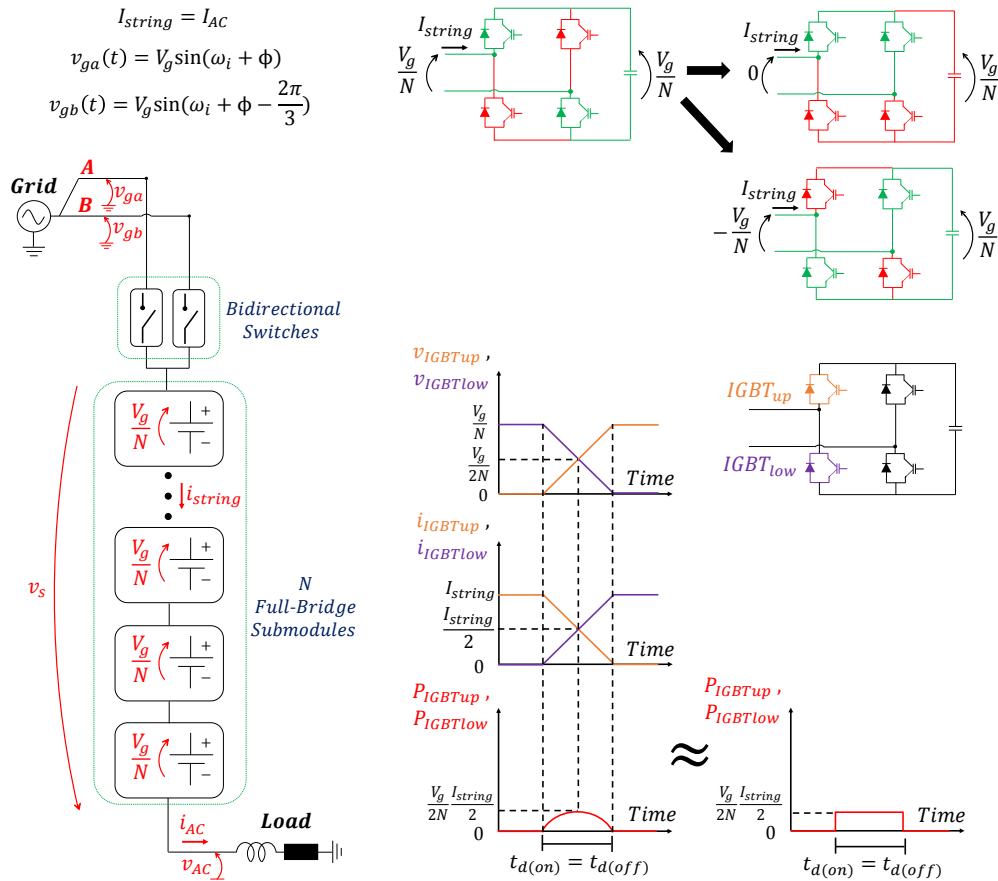 I_string = I_AC
v_ga(t) = V_g sin(ω_i + ϕ)
v_gb(t) = V_g sin(ω_i + ϕ − 2π/3)
Grid
A
v_ga
B
v_gb
Bidirectional
Switches
V_g/N
+
−
i_string
V_g/N
+
−
v_s
N
Full-Bridge
Submodules
V_g/N
+
−
V_g/N
+
−
i_AC
Load
v_AC
I_string
V_g/N
V_g/N
I_string
0
V_g/N
I_string
−V_g/N
V_g/N
v_IGBTup ,
v_IGBTlow
V_g/N
V_g/2N
0
Time
IGBT_up
IGBT_low
i_IGBTup ,
i_IGBTlow
I_string
I_string/2
0
Time
P_IGBTup ,
P_IGBTlow
V_g/2N I_string/2
0
Time
t_d(on) = t_d(off)
≈
P_IGBTup ,
P_IGBTlow
V_g/2N I_string/2
0
Time
t_d(on) = t_d(off)